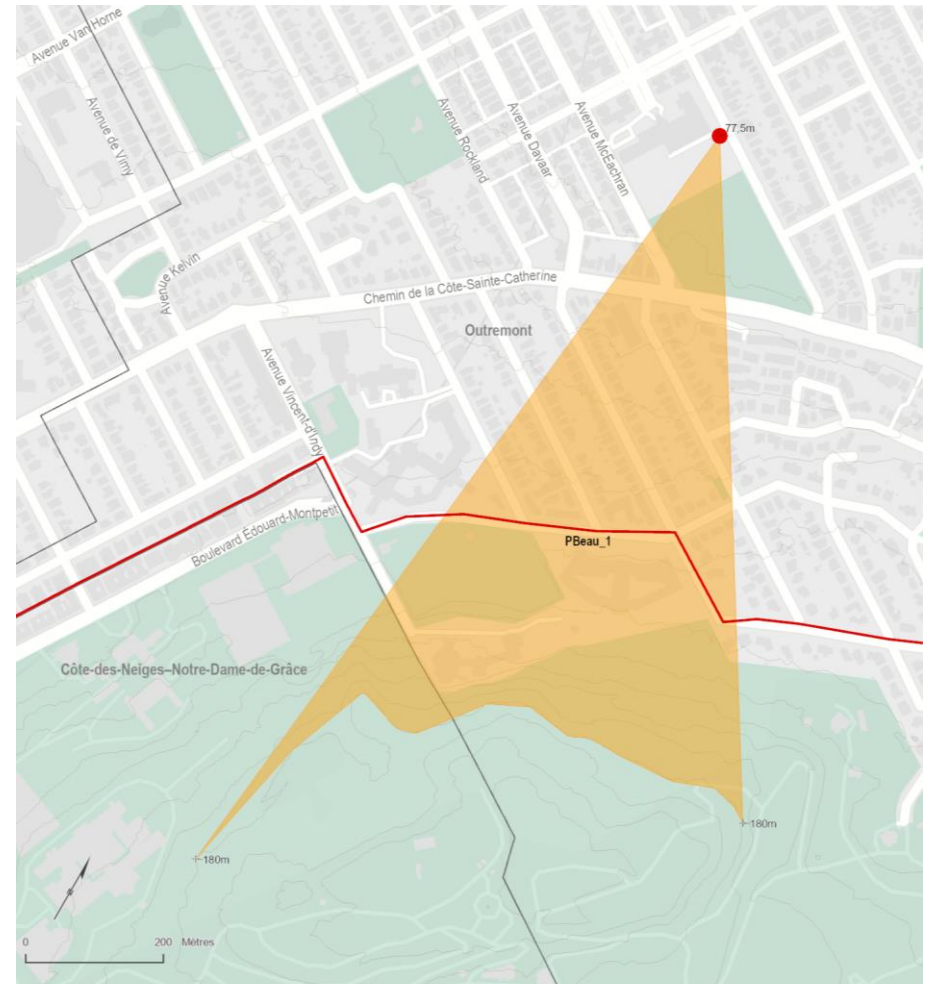 Avenue Van Horne
Avenue de Vimy
Avenue Rockland
Avenue Davaar
Avenue McEachran
77,5m
Avenue Kelvin
Chemin de la Côte-Sainte-Catherine
Outremont
Avenue Vincent-d'Indy
Boulevard Édouard-Montpetit
PBeau_1
Côte-des-Neiges–Notre-Dame-de-Grâce
180m
180m
0 200 Mètres